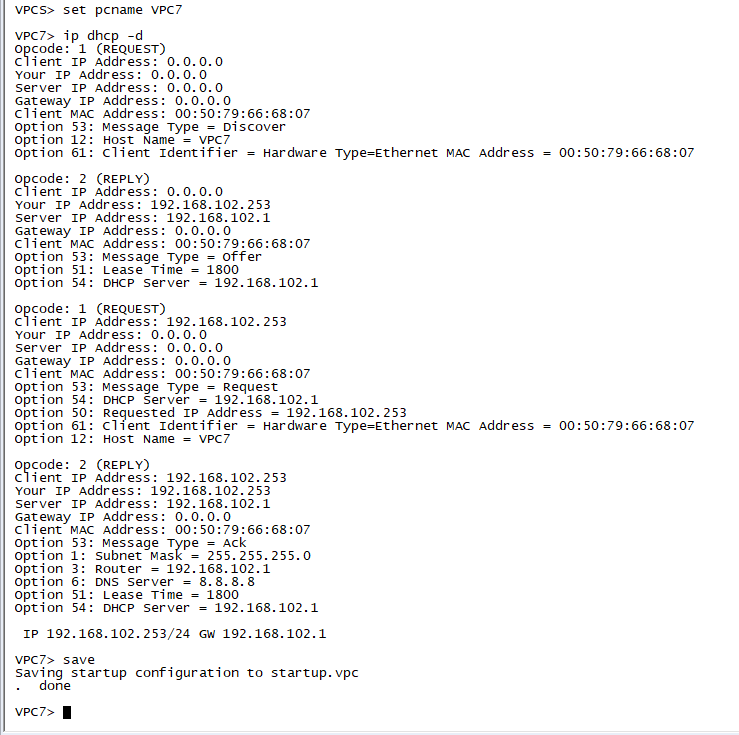 VPCS> set pcname VPC7
VPC7> ip dhcp -d
Opcode: 1 (REQUEST)
Client IP Address: 0.0.0.0
Your IP Address: 0.0.0.0
Server IP Address: 0.0.0.0
Gateway IP Address: 0.0.0.0
Client MAC Address: 00:50:79:66:68:07
Option 53: Message Type = Discover
Option 12: Host Name = VPC7
Option 61: Client Identifier = Hardware Type=Ethernet MAC Address = 00:50:79:66:68:07
Opcode: 2 (REPLY)
Client IP Address: 0.0.0.0
Your IP Address: 192.168.102.253
Server IP Address: 192.168.102.1
Gateway IP Address: 0.0.0.0
Client MAC Address: 00:50:79:66:68:07
Option 53: Message Type = Offer
Option 51: Lease Time = 1800
Option 54: DHCP Server = 192.168.102.1
Opcode: 1 (REQUEST)
Client IP Address: 192.168.102.253
Your IP Address: 0.0.0.0
Server IP Address: 0.0.0.0
Gateway IP Address: 0.0.0.0
Client MAC Address: 00:50:79:66:68:07
Option 53: Message Type = Request
Option 54: DHCP Server = 192.168.102.1
Option 50: Requested IP Address = 192.168.102.253
Option 61: Client Identifier = Hardware Type=Ethernet MAC Address = 00:50:79:66:68:07
Option 12: Host Name = VPC7
Opcode: 2 (REPLY)
Client IP Address: 192.168.102.253
Your IP Address: 192.168.102.253
Server IP Address: 192.168.102.1
Gateway IP Address: 0.0.0.0
Client MAC Address: 00:50:79:66:68:07
Option 53: Message Type = Ack
Option 1: Subnet Mask = 255.255.255.0
Option 3: Router = 192.168.102.1
Option 6: DNS Server = 8.8.8.8
Option 51: Lease Time = 1800
Option 54: DHCP Server = 192.168.102.1
IP 192.168.102.253/24 GW 192.168.102.1
VPC7> save
Saving startup configuration to startup.vpc
.  done
VPC7>